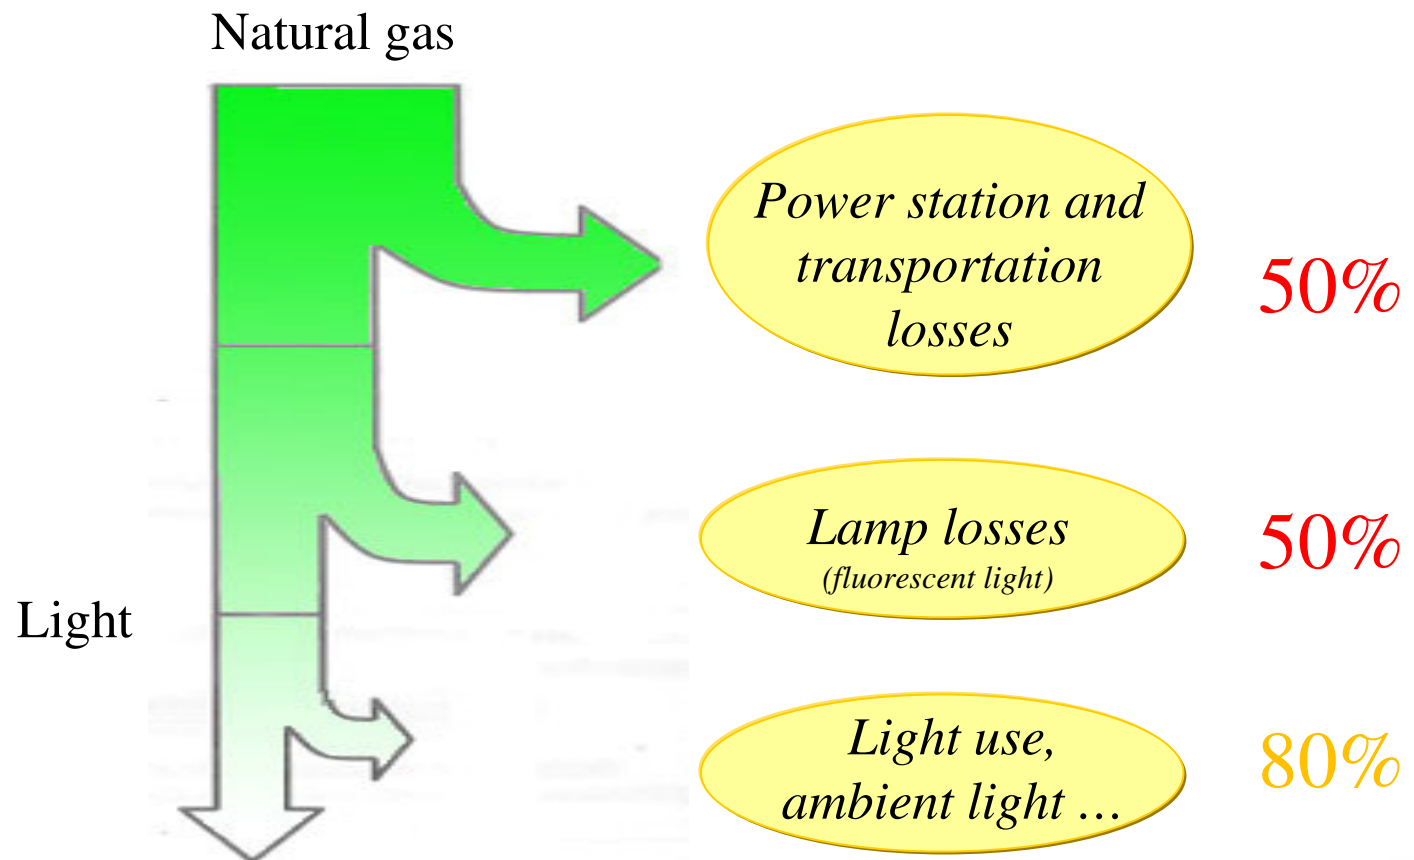 Natural gas
Power station and
transportation
losses
50%
Lamp losses
(fluorescent light)
50%
Light
Light use,
ambient light …
80%